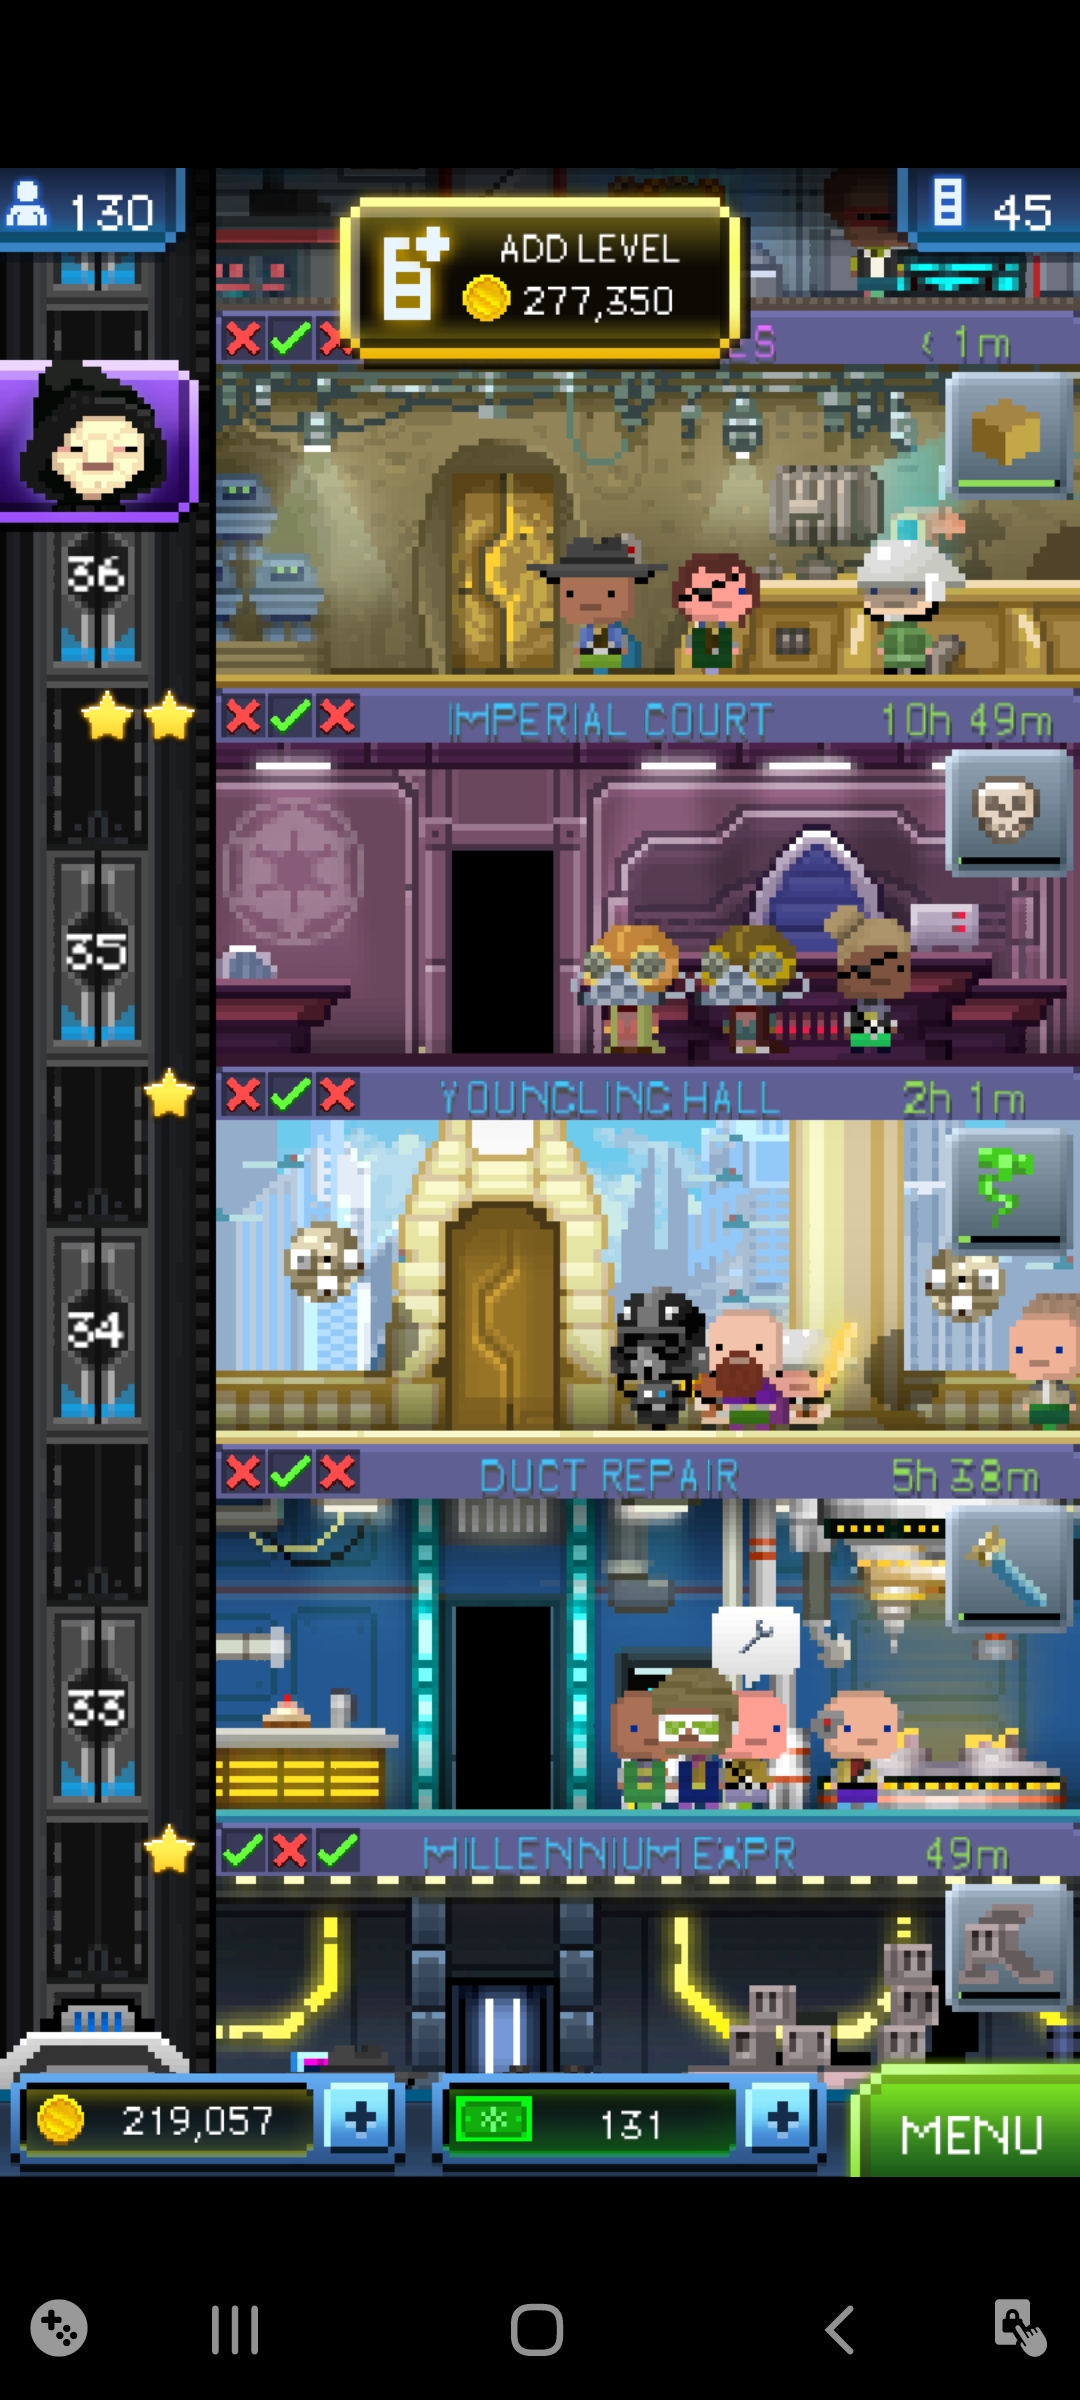 130
ADD LEVEL
277,350
45
< 1m
36
IMPERIAL COURT 10h 49m
35
YOUNGLING HALL 2h 1m
34
DUCT REPAIR 5h 38m
33
MILLENNIUM EXPR 49m
219,057
131
MENU